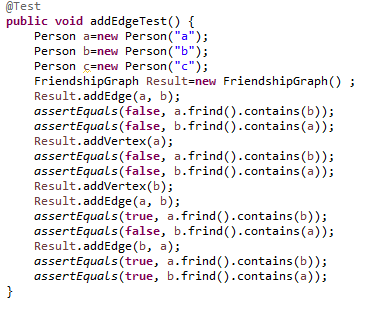 @Test
public void addEdgeTest() {
    Person a=new Person("a");
    Person b=new Person("b");
    Person c=new Person("c");
    FriendshipGraph Result=new FriendshipGraph() ;
    Result.addEdge(a, b);
    assertEquals(false, a.frind().contains(b));
    assertEquals(false, b.frind().contains(a));
    Result.addVertex(a);
    assertEquals(false, a.frind().contains(b));
    assertEquals(false, b.frind().contains(a));
    Result.addVertex(b);
    Result.addEdge(a, b);
    assertEquals(true, a.frind().contains(b));
    assertEquals(false, b.frind().contains(a));
    Result.addEdge(b, a);
    assertEquals(true, a.frind().contains(b));
    assertEquals(true, b.frind().contains(a));
}